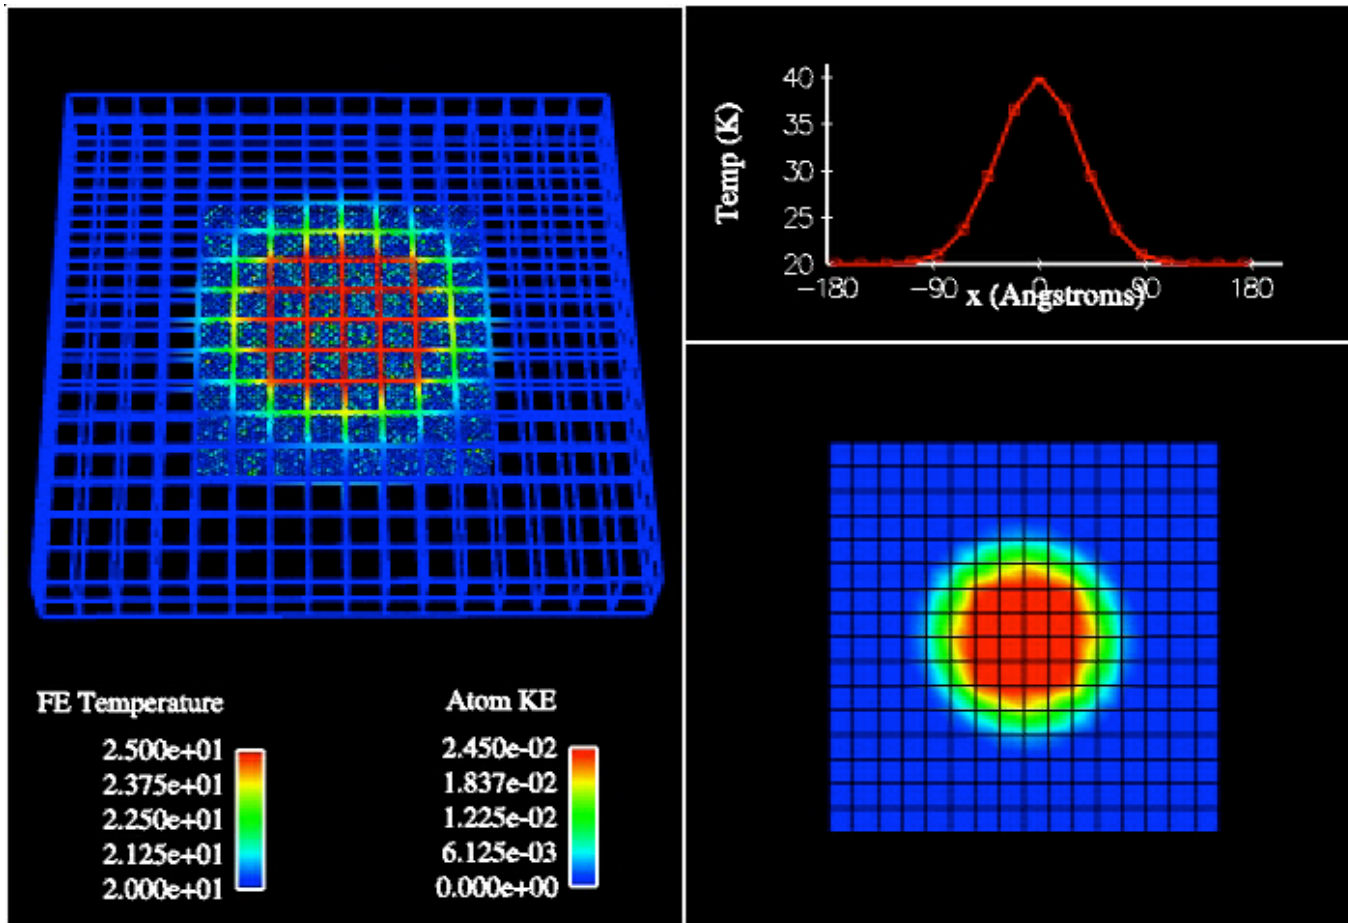 40
35
30
25
20
Temp (K)
−180 −90 0 90 180
x (Angstroms)
FE Temperature
2.500e+01
2.375e+01
2.250e+01
2.125e+01
2.000e+01
Atom KE
2.450e-02
1.837e-02
1.225e-02
6.125e-03
0.000e+00